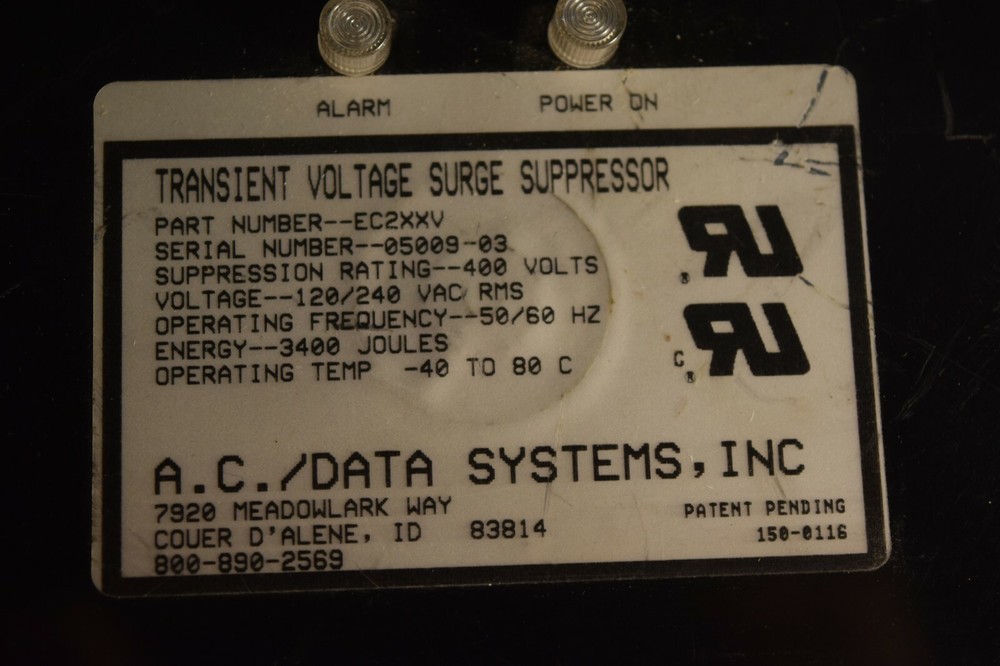 ALARM POWER ON
TRANSIENT VOLTAGE SURGE SUPPRESSOR
PART NUMBER--EC2XXV
SERIAL NUMBER--05009-03
SUPPRESSION RATING--400 VOLTS
VOLTAGE--120/240 VAC RMS
OPERATING FREQUENCY--50/60 HZ
ENERGY--3400 JOULES
OPERATING TEMP -40 TO 80 C
RU®
C RU®
A.C./DATA SYSTEMS,INC
7920 MEADOWLARK WAY
COUER D'ALENE, ID 83814
800-890-2569
PATENT PENDING
150-0116